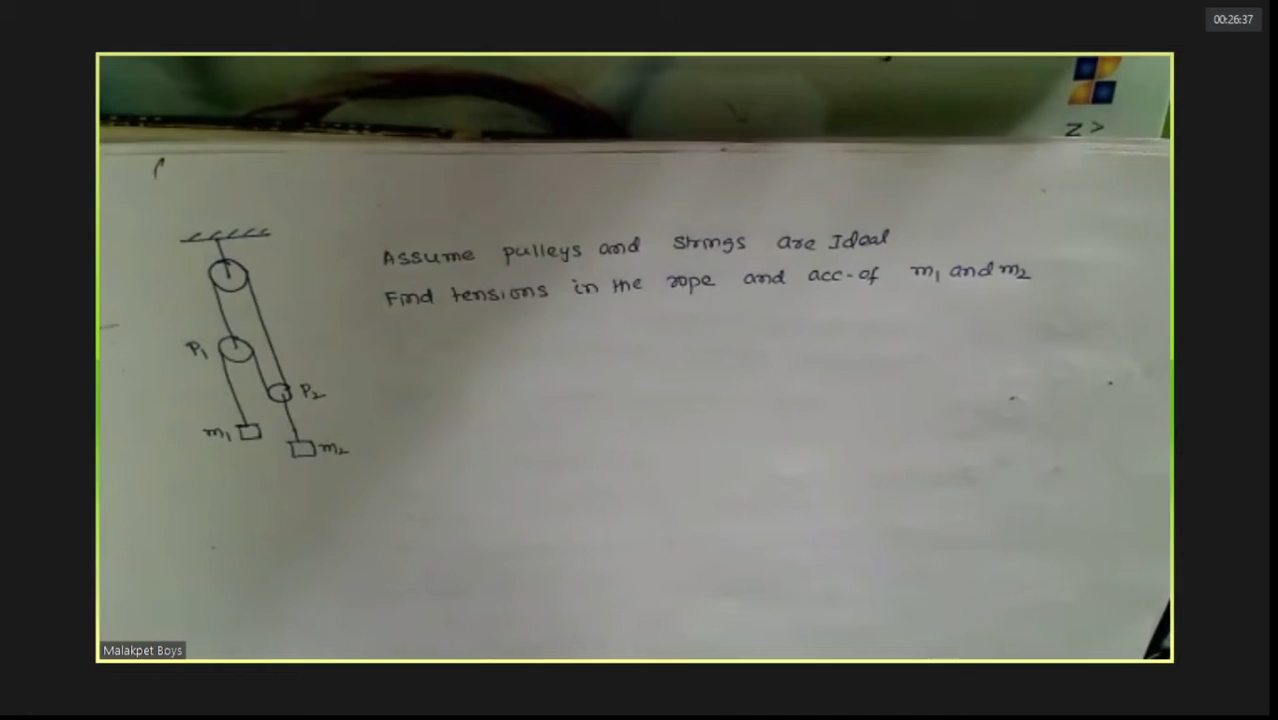 00:26:37
Z >
Assume pulleys and strings are Ideal
Find tensions in the rope and acc-of m1 and m2
P1
P2
m1
m2
Malakpet Boys